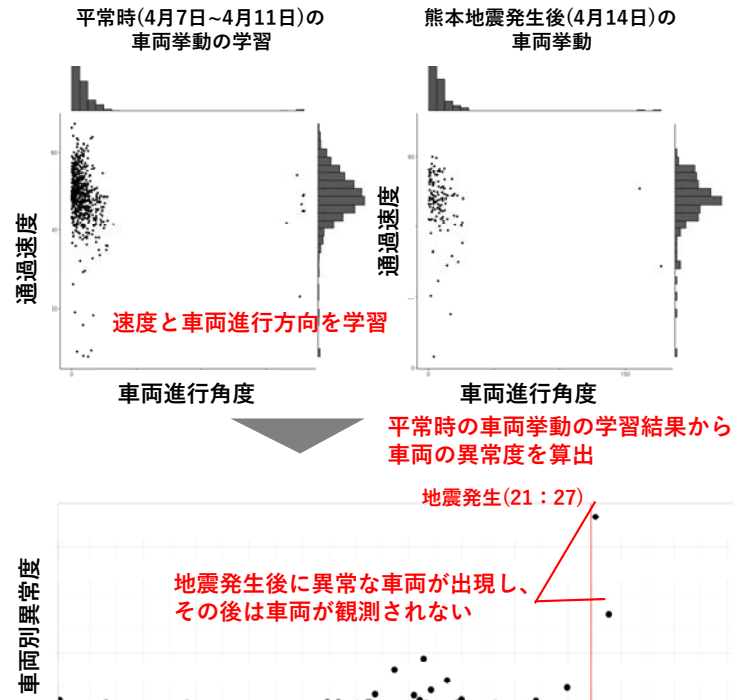 平常時(4月7日~4月11日)の
車両挙動の学習
熊本地震発生後(4月14日)の
車両挙動
通過速度
通過速度
速度と車両進行方向を学習
車両進行角度
車両進行角度
平常時の車両挙動の学習結果から
車両の異常度を算出
地震発生(21：27)
地震発生後に異常な車両が出現し、
その後は車両が観測されない
車両別異常度